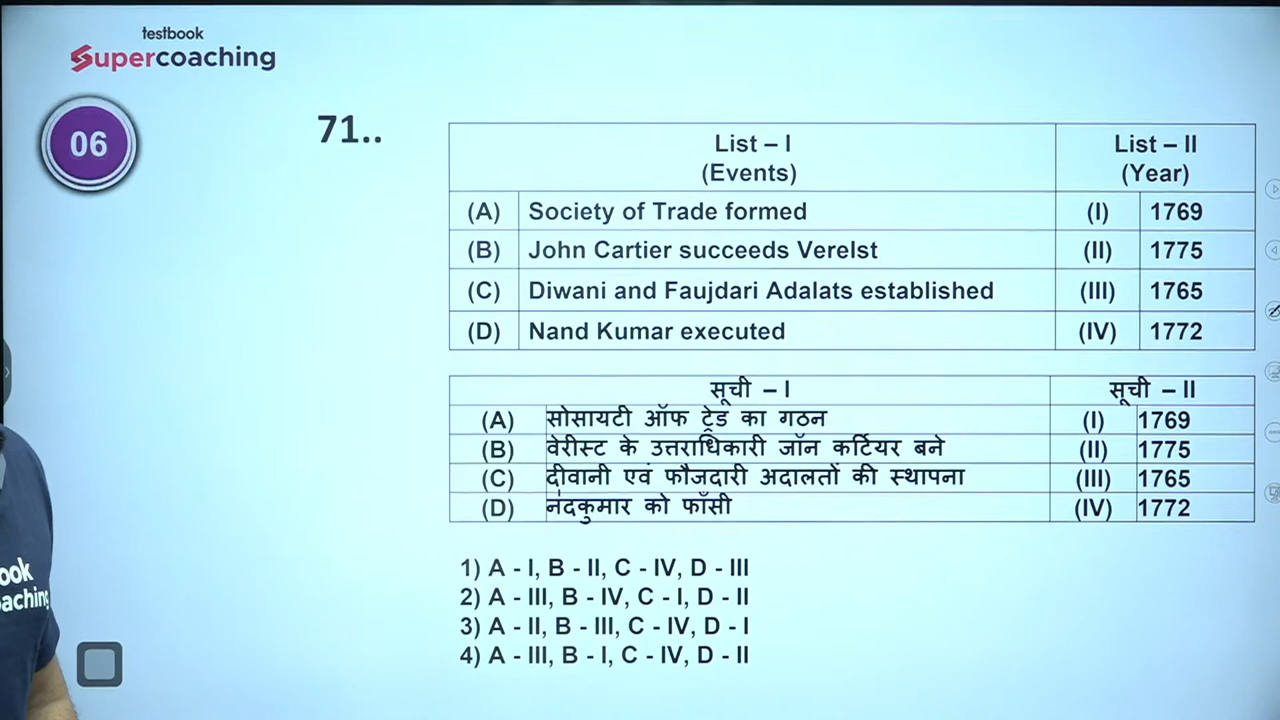 testbook
Supercoaching
06
71..
List – I
(Events)
List – II
(Year)
(A) Society of Trade formed (I) 1769
(B) John Cartier succeeds Verelst (II) 1775
(C) Diwani and Faujdari Adalats established (III) 1765
(D) Nand Kumar executed (IV) 1772
सूची – I सूची – II
(A) सोसायटी ऑफ ट्रेड का गठन (I) 1769
(B) वेरीस्ट के उत्तराधिकारी जॉन कर्टियर बने (II) 1775
(C) दीवानी एवं फौजदारी अदालतों की स्थापना (III) 1765
(D) नंदकुमार को फाँसी (IV) 1772
1) A - I, B - II, C - IV, D - III
2) A - III, B - IV, C - I, D - II
3) A - II, B - III, C - IV, D - I
4) A - III, B - I, C - IV, D - II
ook
aching